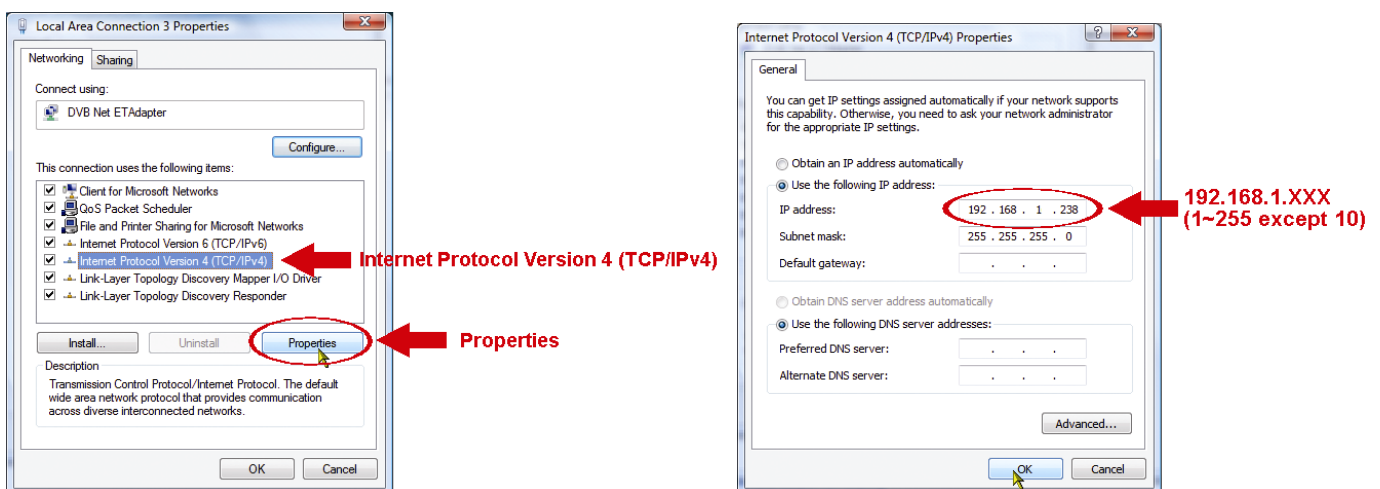 Local Area Connection 3 Properties
Networking
Sharing
Connect using:
DVB Net ETAdapter
Configure...
This connection uses the following items:
Client for Microsoft Networks
QoS Packet Scheduler
File and Printer Sharing for Microsoft Networks
Internet Protocol Version 6 (TCP/IPv6)
Internet Protocol Version 4 (TCP/IPv4)
Link-Layer Topology Discovery Mapper I/O Driver
Link-Layer Topology Discovery Responder
Internet Protocol Version 4 (TCP/IPv4)
Install...
Uninstall
Properties
Properties
Description
Transmission Control Protocol/Internet Protocol. The default
wide area network protocol that provides communication
across diverse interconnected networks.
OK
Cancel
Internet Protocol Version 4 (TCP/IPv4) Properties
General
You can get IP settings assigned automatically if your network supports
this capability. Otherwise, you need to ask your network administrator
for the appropriate IP settings.
Obtain an IP address automatically
Use the following IP address:
IP address:
192 . 168 . 1 . 238
192.168.1.XXX
(1~255 except 10)
Subnet mask:
255 . 255 . 255 . 0
Default gateway:
. . .
Obtain DNS server address automatically
Use the following DNS server addresses:
Preferred DNS server:
. . .
Alternate DNS server:
. . .
Advanced...
OK
Cancel